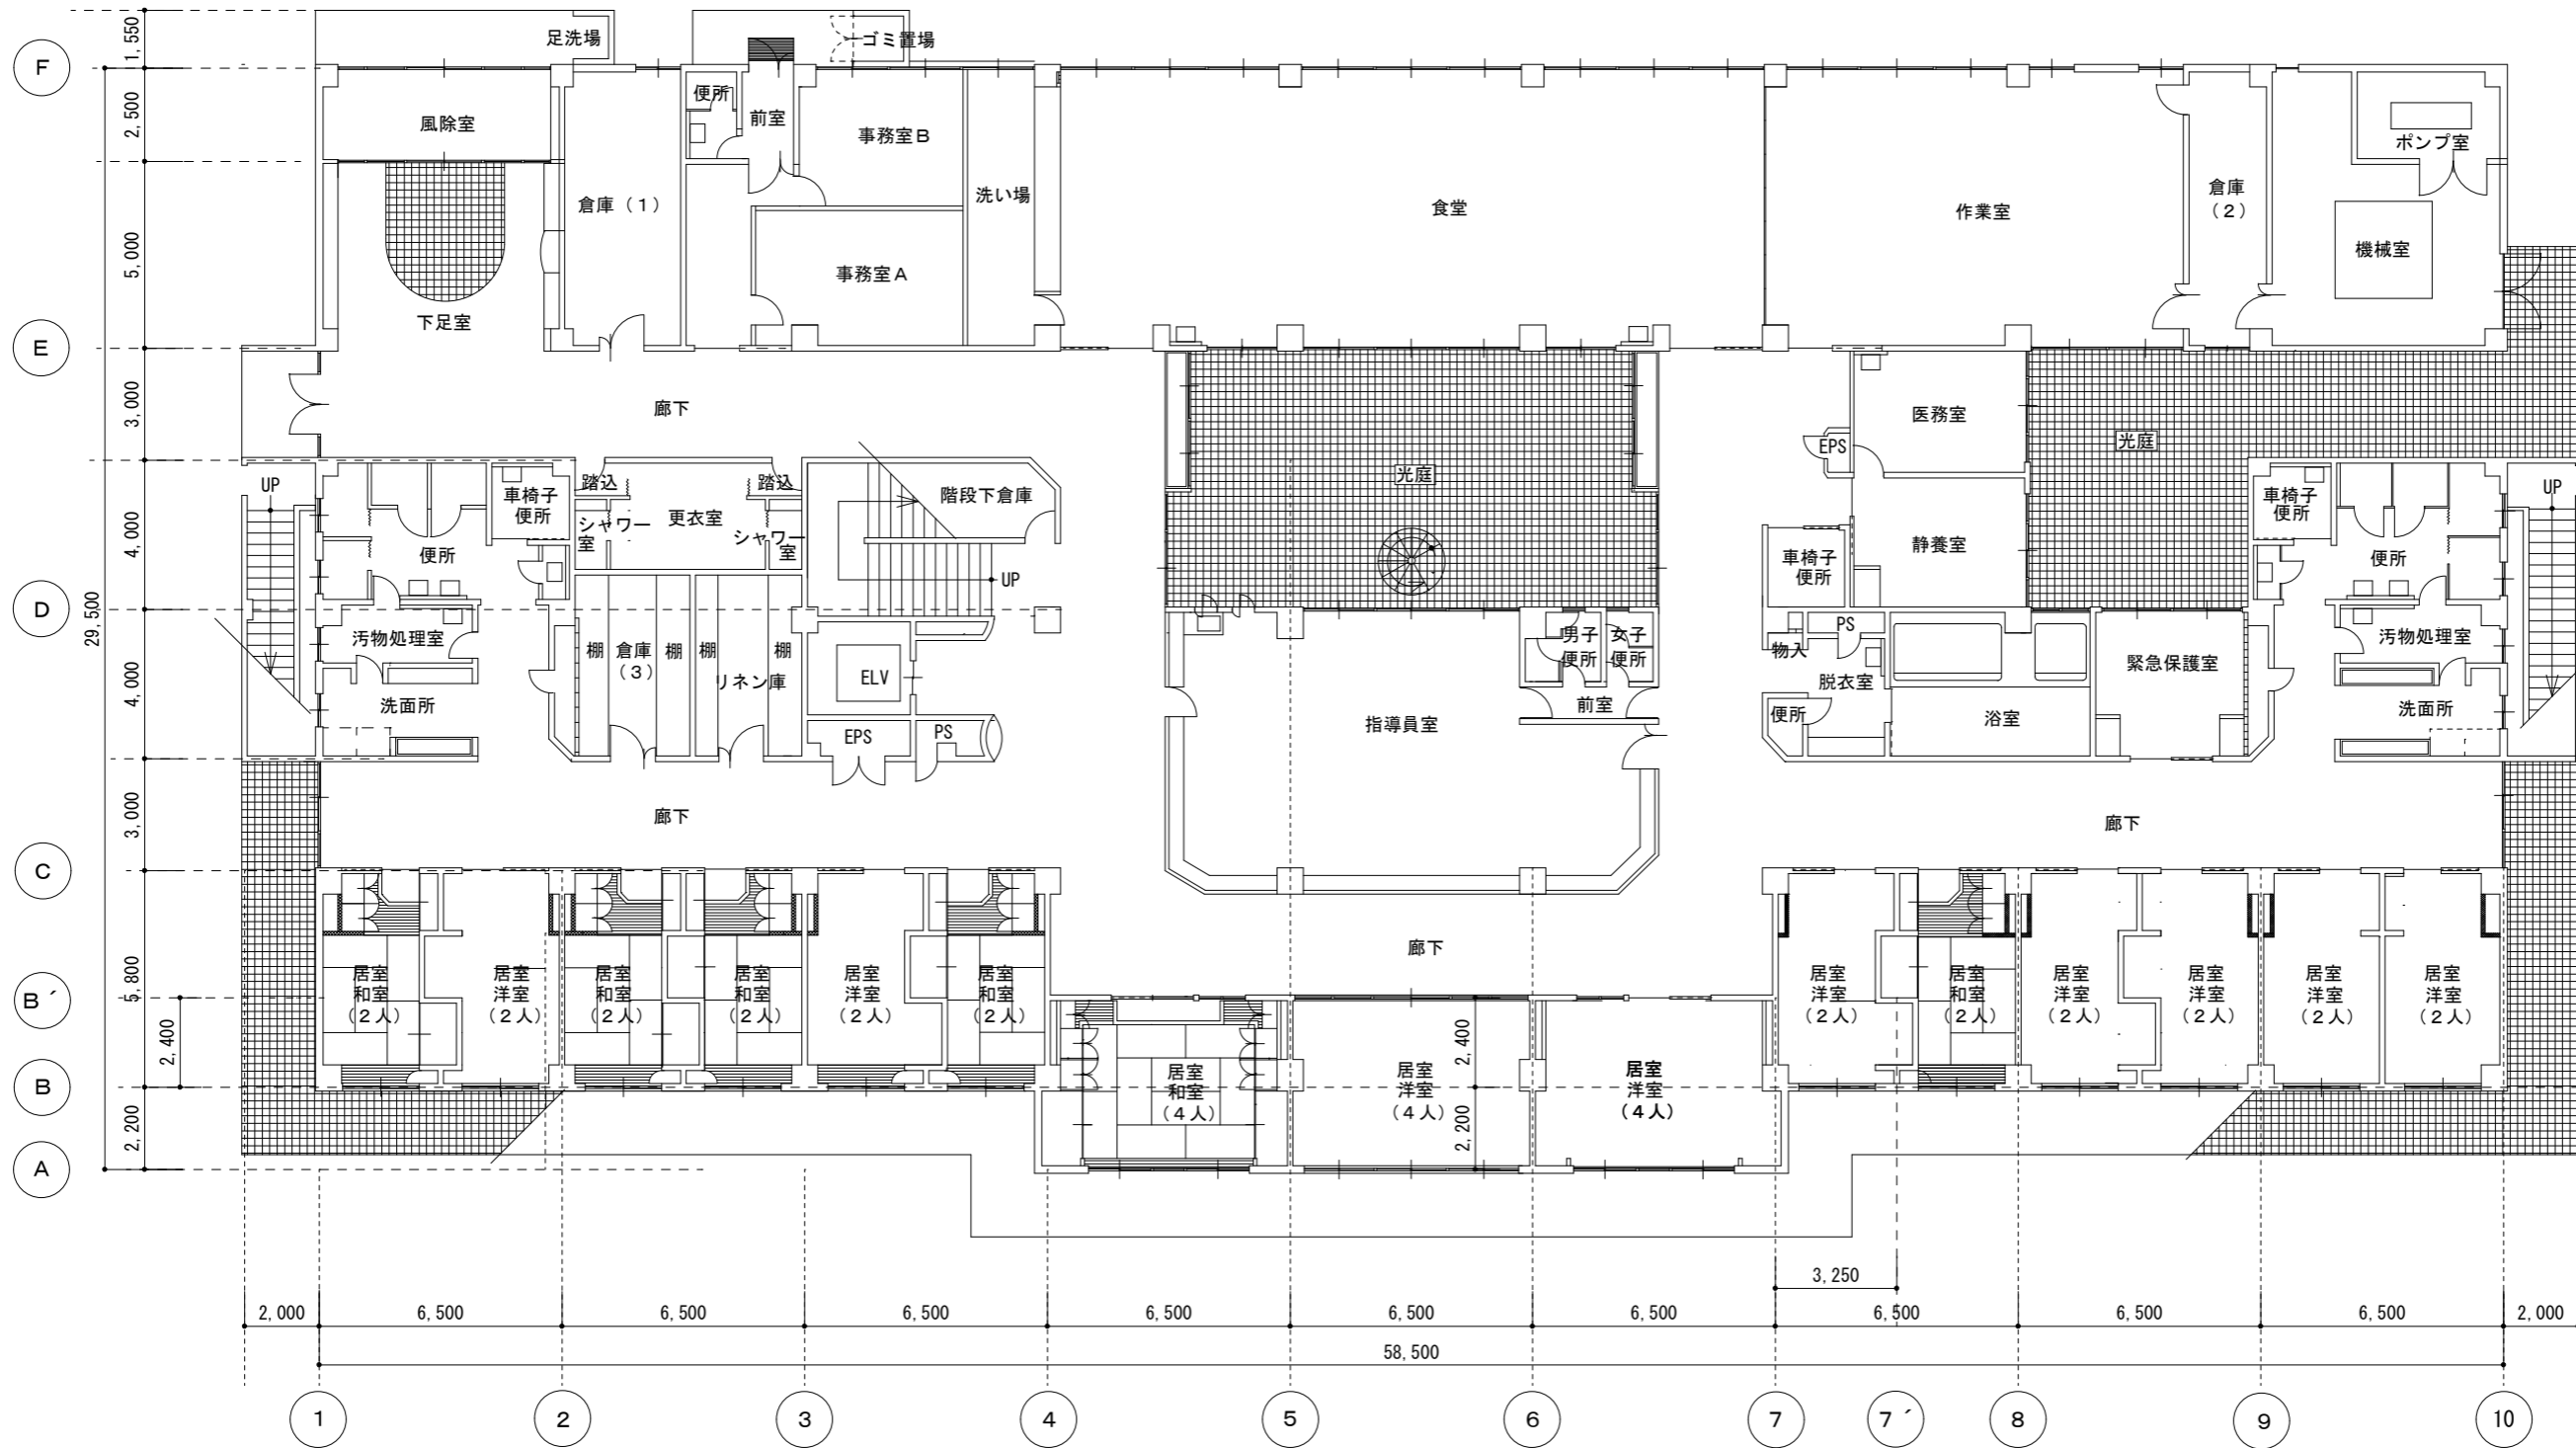 足洗場
ゴミ置場
1,550
F
便所
前室
風除室
事務室B
2,500
ポンプ室
倉庫（1）
洗い場
食堂
作業室
倉庫
（2）
5,000
事務室A
機械室
下足室
E
3,000
廊下
医務室
EPS
光庭
光庭
UP
車椅子
便所
踏込
踏込
階段下倉庫
車椅子
便所
UP
シャワー
室
更衣室
シャワー
室
4,000
便所
静養室
便所
車椅子
便所
UP
D
29,500
汚物処理室
棚
倉庫
（3）
棚
棚
棚
リネン庫
ELV
男子
便所
女子
便所
PS
物入
緊急保護室
汚物処理室
4,000
洗面所
脱衣室
前室
便所
浴室
洗面所
指導員室
EPS
PS
3,000
廊下
廊下
C
廊下
5,800
居室
和室
（2人）
居室
洋室
（2人）
居室
和室
（2人）
居室
和室
（2人）
居室
洋室
（2人）
居室
和室
（2人）
居室
洋室
（2人）
居室
和室
（2人）
居室
洋室
（2人）
居室
洋室
（2人）
居室
洋室
（2人）
居室
洋室
（2人）
B´
2,400
2,400
B
居室
和室
（4人）
居室
洋室
（4人）
居室
洋室
（4人）
2,200
2,200
A
3,250
2,000
6,500
6,500
6,500
6,500
6,500
6,500
6,500
6,500
6,500
2,000
58,500
1
2
3
4
5
6
7
7´
8
9
10